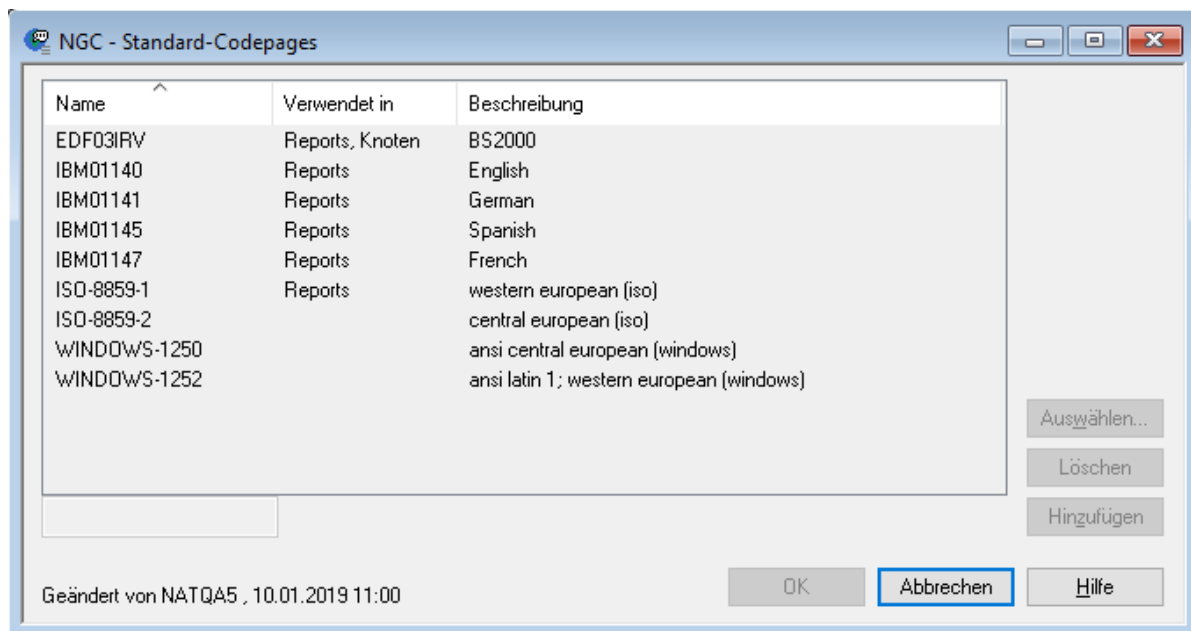 NGC - Standard-Codepages
Name Verwendet in Beschreibung
EDF03IRV Reports, Knoten BS2000
IBM01140 Reports English
IBM01141 Reports German
IBM01145 Reports Spanish
IBM01147 Reports French
ISO-8859-1 Reports western european (iso)
ISO-8859-2 central european (iso)
WINDOWS-1250 ansi central european (windows)
WINDOWS-1252 ansi latin 1; western european (windows)
Auswählen...
Löschen
Hinzufügen
Geändert von NATQA5 , 10.01.2019 11:00
OK Abbrechen Hilfe